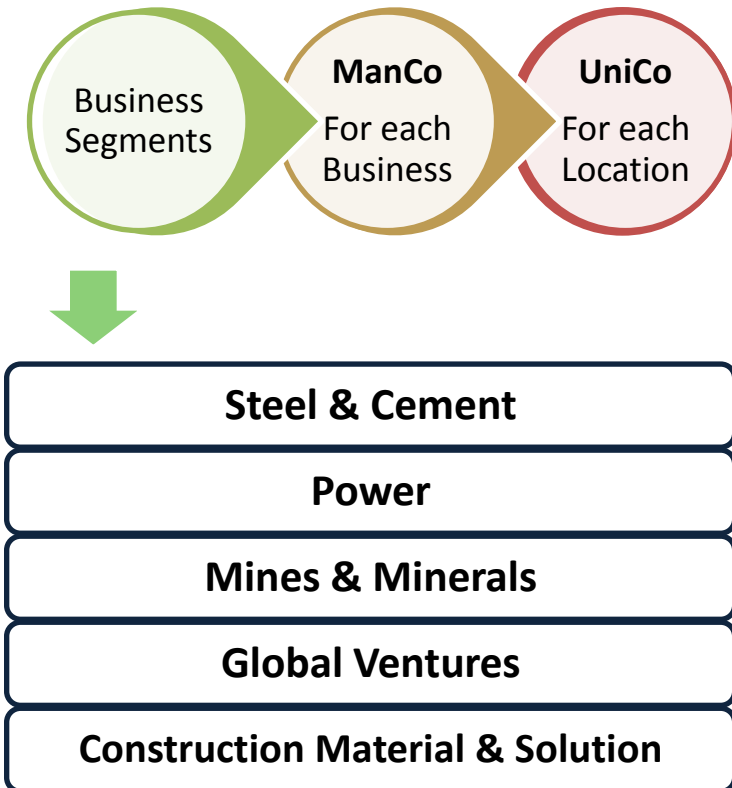 Business
Segments
ManCo
For each
Business
UniCo
For each
Location
Steel & Cement
Power
Mines & Minerals
Global Ventures
Construction Material & Solution